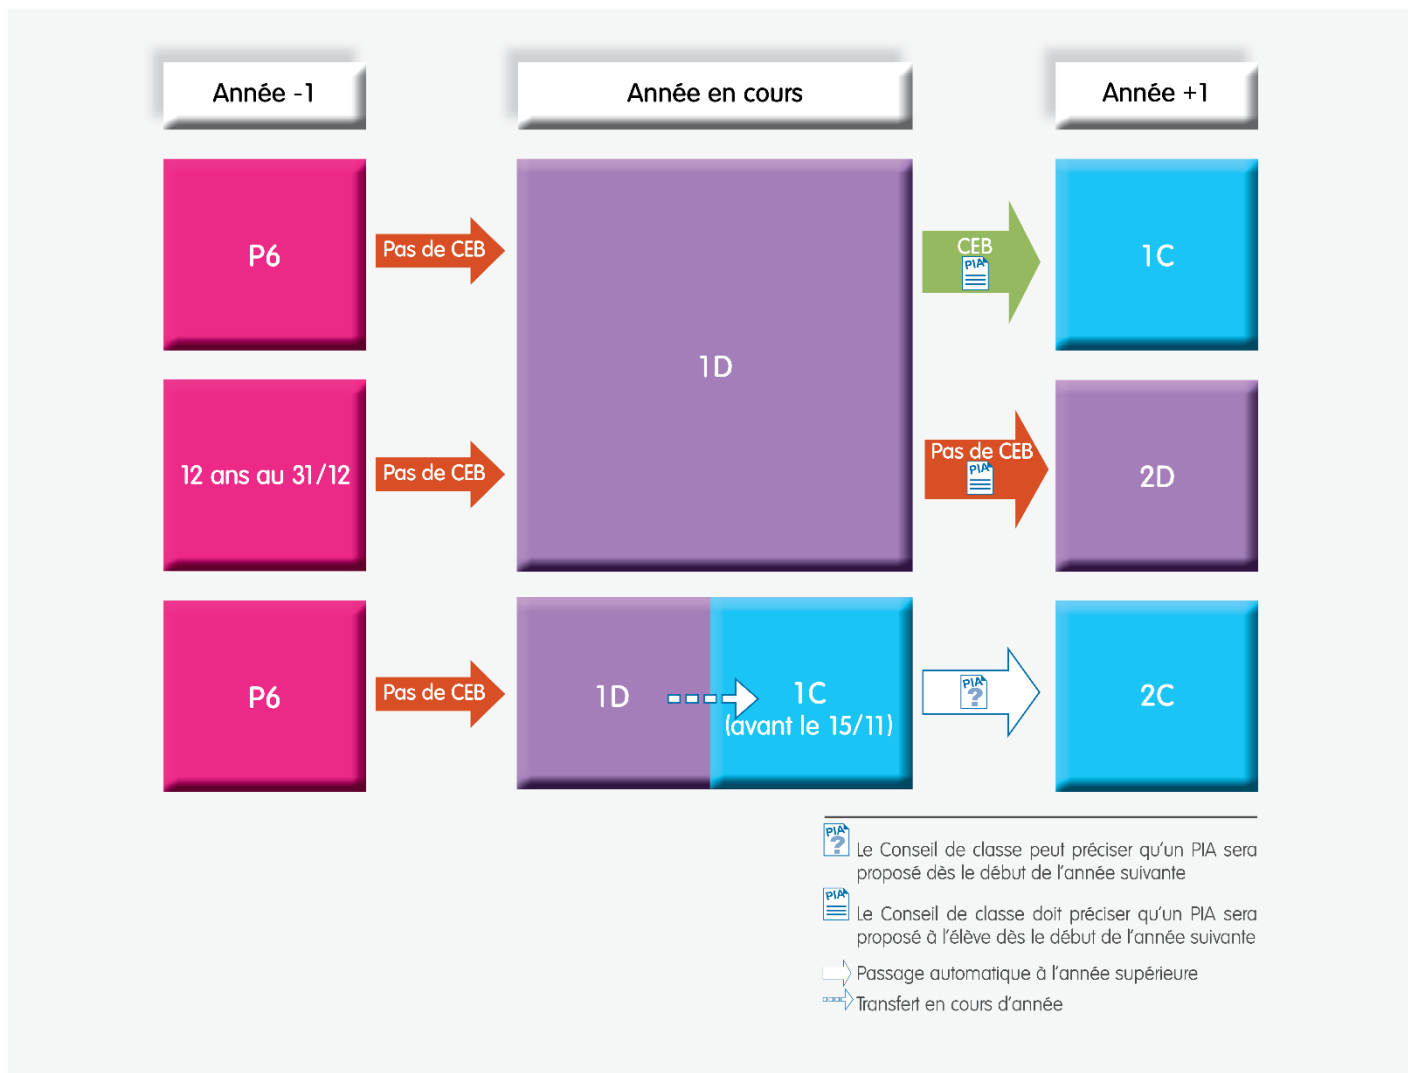 Année -1
Année en cours
Année +1
P6
Pas de CEB
1D
CEB
PIA
1C
12 ans au 31/12
Pas de CEB
Pas de CEB
PIA
2D
P6
Pas de CEB
1D
1C
(avant le 15/11)
PIA
?
2C
PIA
?
Le Conseil de classe peut préciser qu'un PIA sera
proposé dès le début de l'année suivante
PIA
Le Conseil de classe doit préciser qu'un PIA sera
proposé à l'élève dès le début de l'année suivante
Passage automatique à l'année supérieure
Transfert en cours d'année